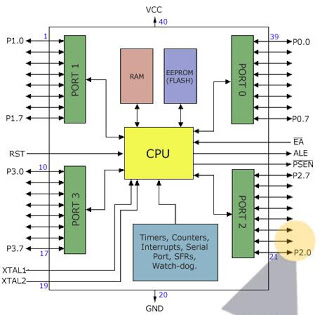 VCC
40
1
39
P1.0
P0.0
PORT 1
RAM
EEPROM
(FLASH)
PORT 0
P1.7
P0.7
EA
ALE
RST
CPU
PSEN
P3.0
10
P2.7
PORT 3
PORT 2
Timers, Counters,
Interrupts, Serial
Port, SFRs,
Watch-dog.
P3.7
17
P2.0
21
XTAL1
XTAL2
19
20
GND